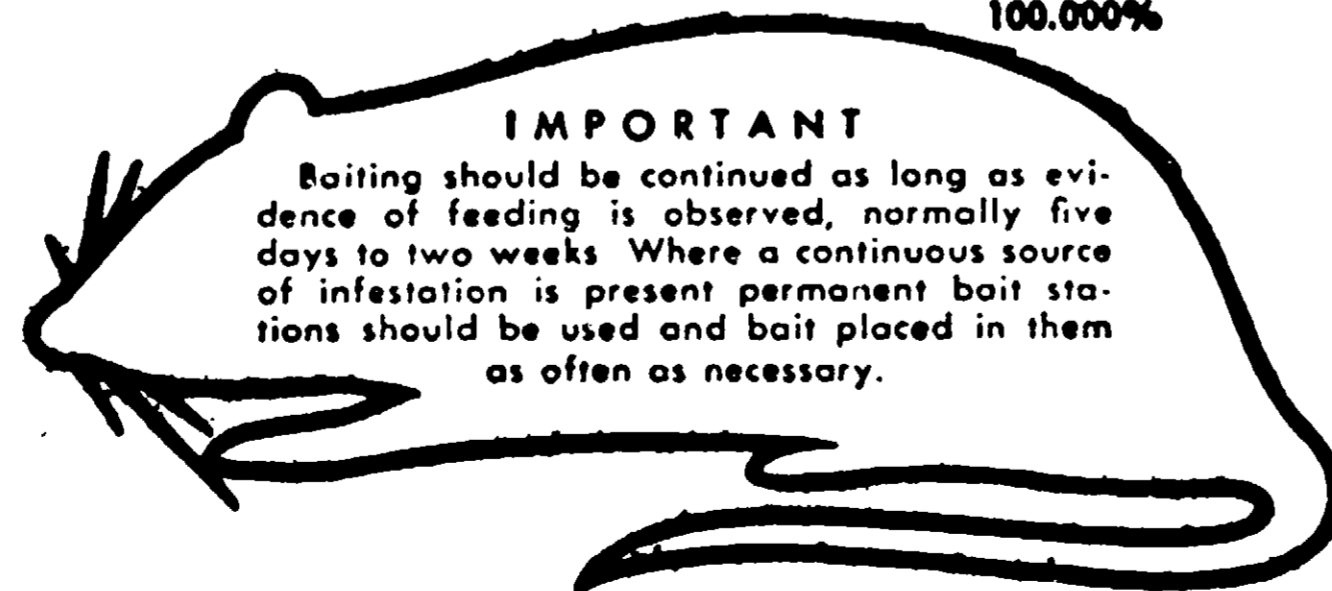 100.000%
IMPORTANT
Baiting should be continued as long as evi-
dence of feeding is observed, normally five
days to two weeks Where a continuous source
of infestation is present permanent bait sta-
tions should be used and bait placed in them
as often as necessary.